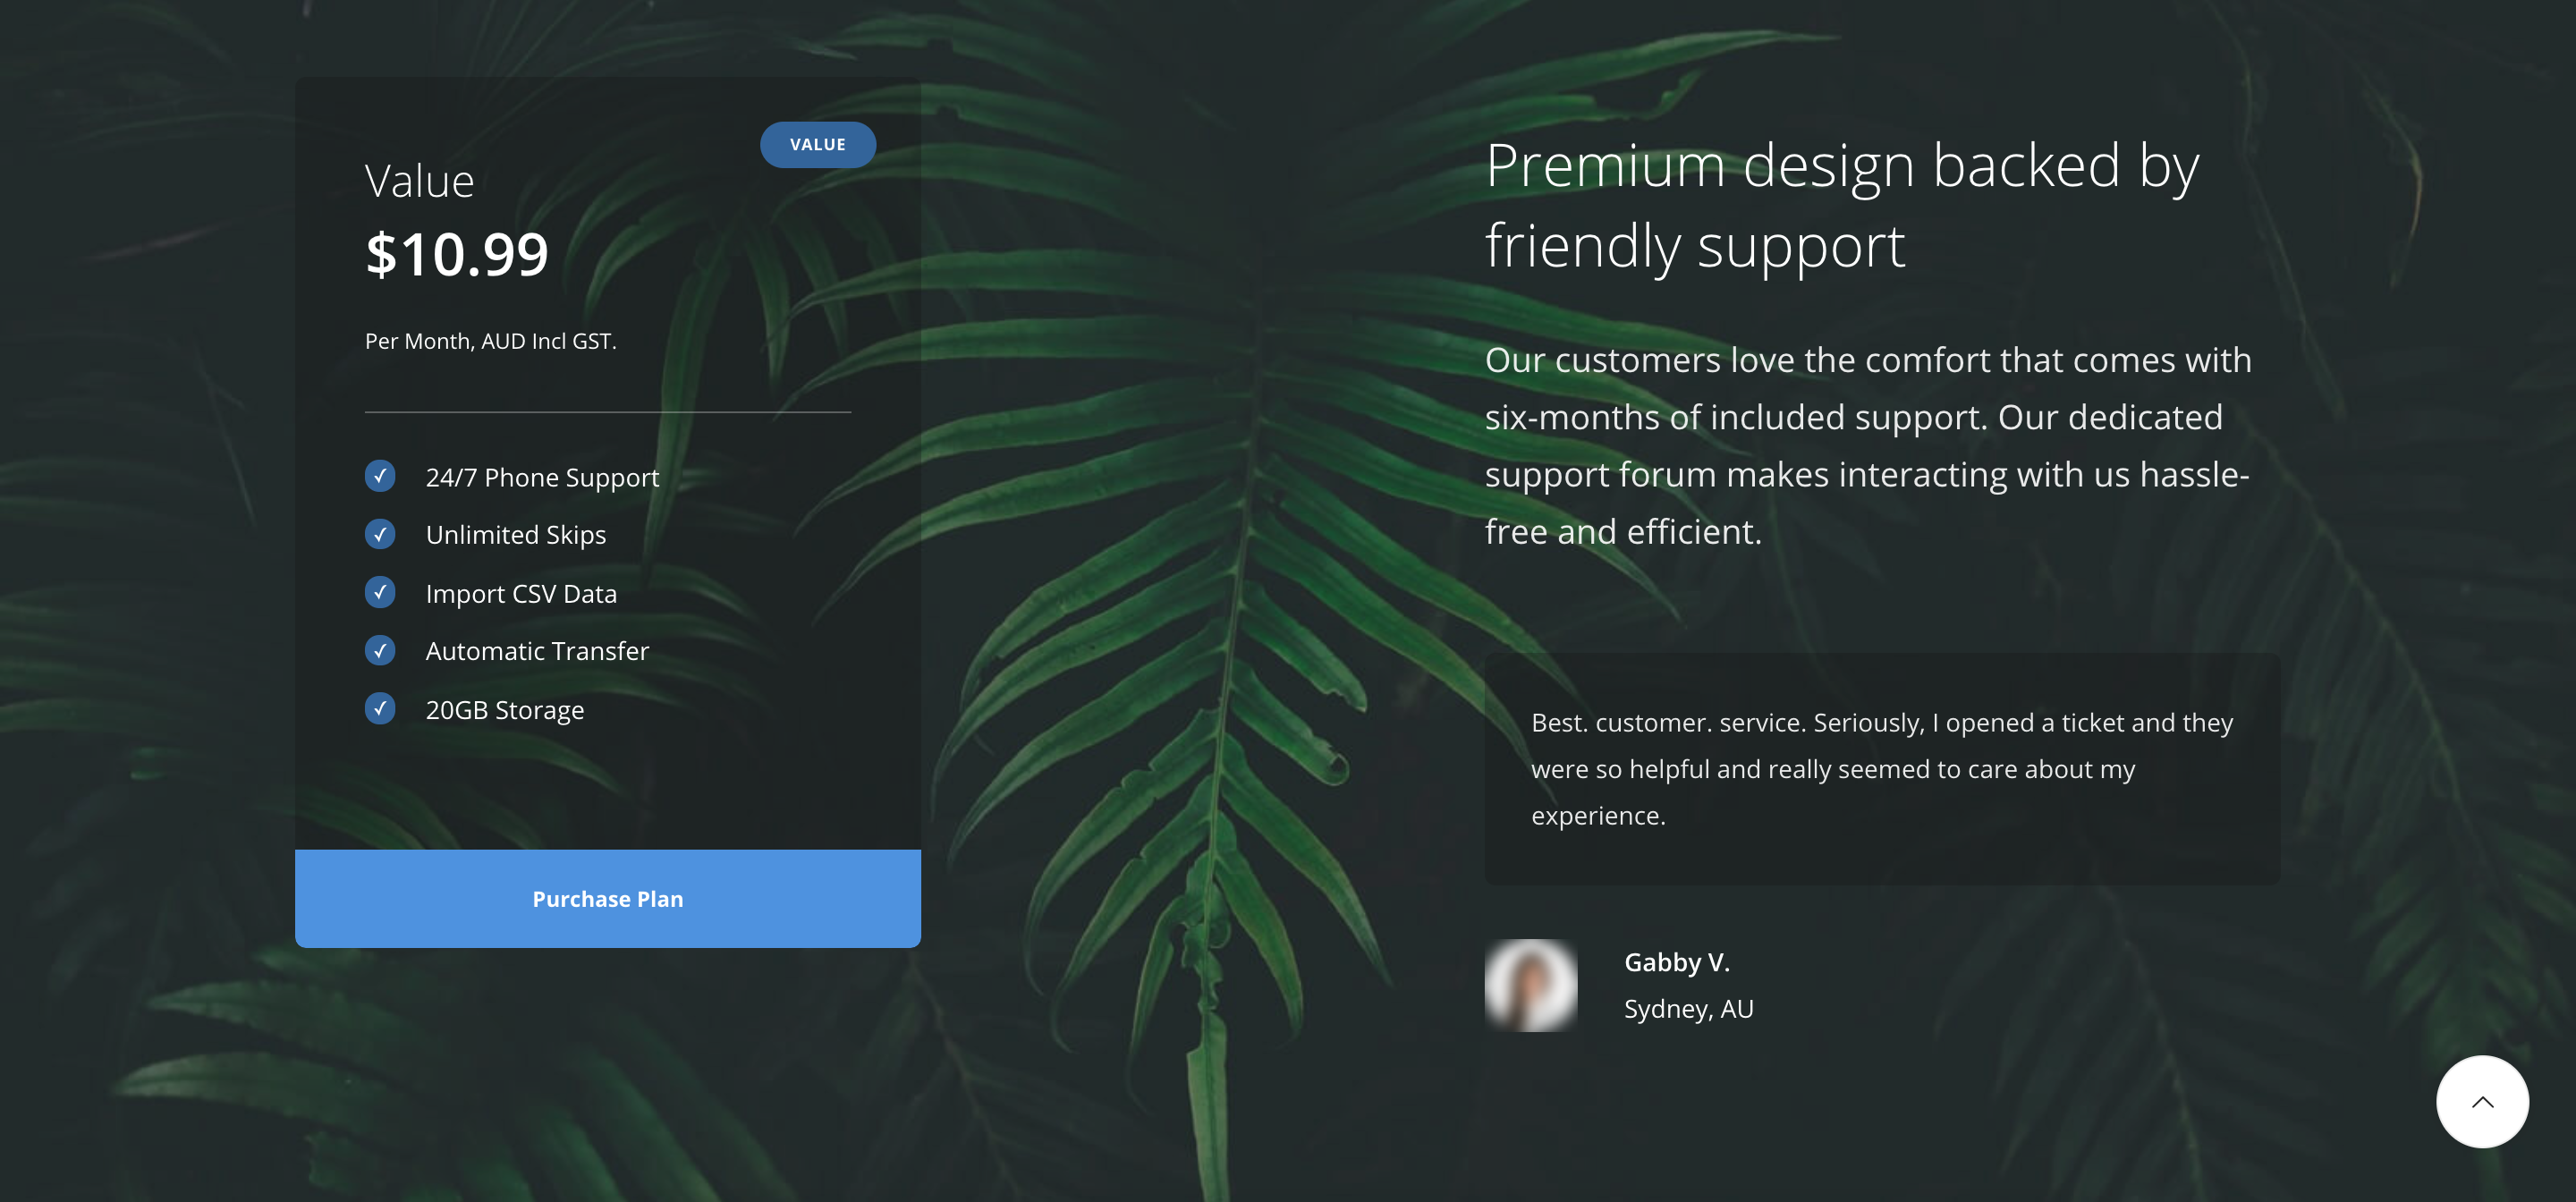 VALUE
Value
$10.99
Per Month, AUD Incl GST.
24/7 Phone Support
Unlimited Skips
Import CSV Data
Automatic Transfer
20GB Storage
Purchase Plan
Premium design backed by
friendly support
Our customers love the comfort that comes with
six-months of included support. Our dedicated
support forum makes interacting with us hassle-
free and efficient.
Best. customer. service. Seriously, I opened a ticket and they
were so helpful and really seemed to care about my
experience.
Gabby V.
Sydney, AU